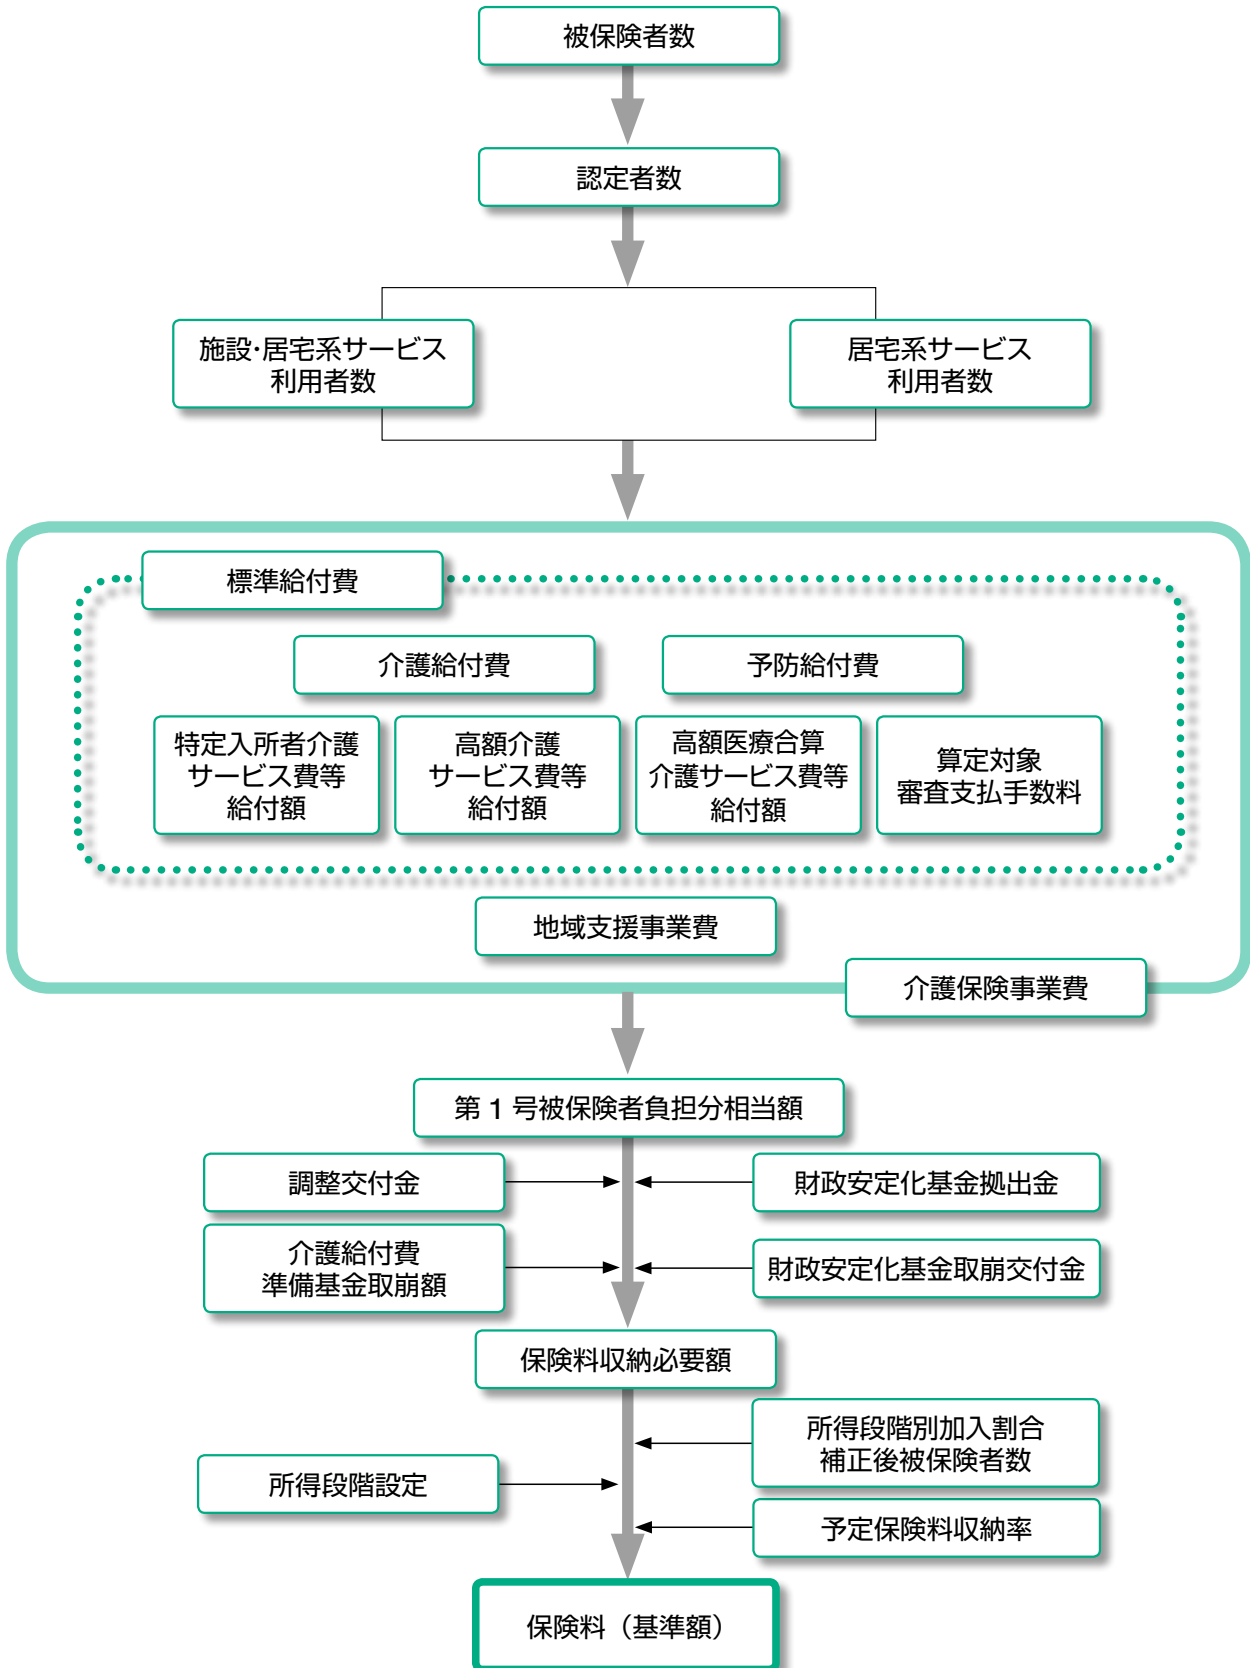 被保険者数
認定者数
施設・居宅系サービス
利用者数
居宅系サービス
利用者数
標準給付費
介護給付費
予防給付費
特定入所者介護
サービス費等
給付額
高額介護
サービス費等
給付額
高額医療合算
介護サービス費等
給付額
算定対象
審査支払手数料
地域支援事業費
介護保険事業費
第1号被保険者負担分相当額
調整交付金
財政安定化基金拠出金
介護給付費
準備基金取崩額
財政安定化基金取崩交付金
保険料収納必要額
所得段階別加入割合
補正後被保険者数
所得段階設定
予定保険料収納率
保険料（基準額）